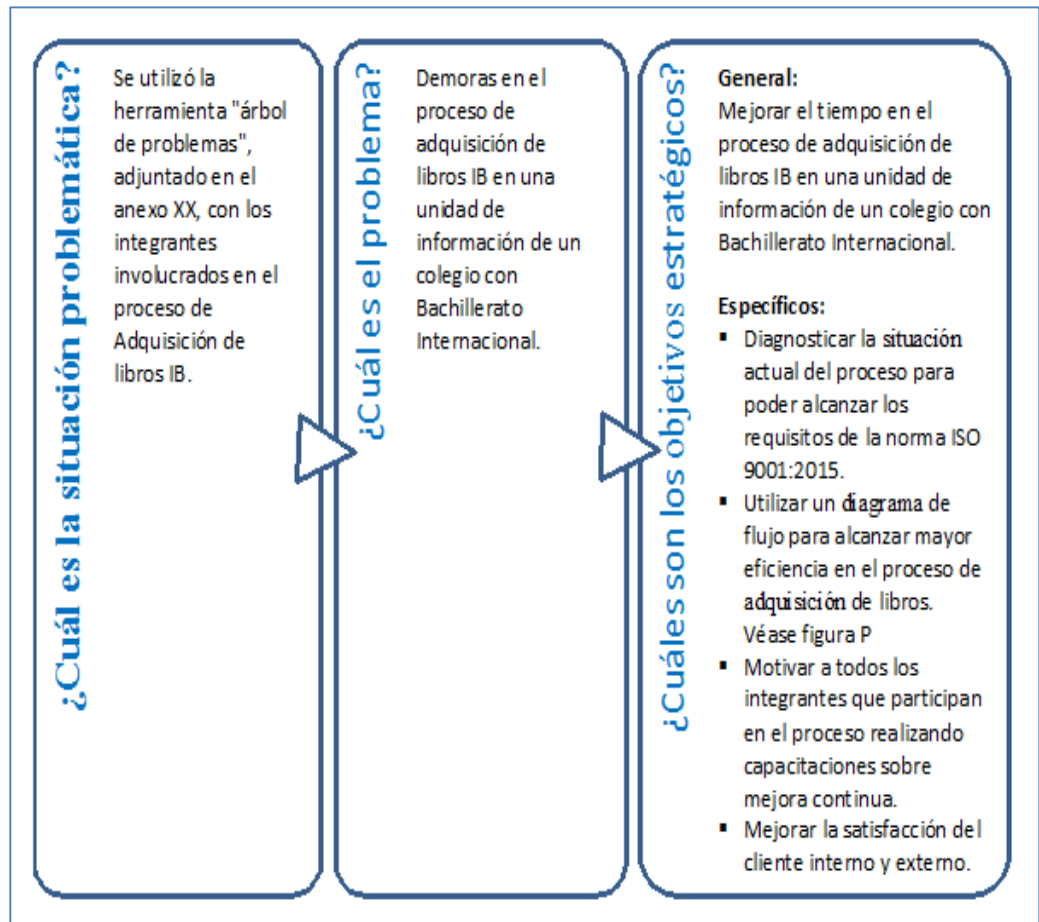 ¿Cuál es la situación problemática?
Se utilizó la
herramienta "árbol
de problemas",
adjuntado en el
anexo XX, con los
integrantes
involucrados en el
proceso de
Adquisición de
libros IB.
¿Cuál es el problema?
Demoras en el
proceso de
adquisición de
libros IB en una
unidad de
información de un
colegio con
Bachillerato
Internacional.
¿Cuáles son los objetivos estratégicos?
General:
Mejorar el tiempo en el
proceso de adquisición de
libros IB en una unidad de
información de un colegio con
Bachillerato Internacional.
Específicos:
▪ Diagnosticar la situación
actual del proceso para
poder alcanzar los
requisitos de la norma ISO
9001:2015.
▪ Utilizar un diagrama de
flujo para alcanzar mayor
eficiencia en el proceso de
adquisición de libros.
Véase figura P
▪ Motivar a todos los
integrantes que participan
en el proceso realizando
capacitaciones sobre
mejora continua.
▪ Mejorar la satisfacción del
cliente interno y externo.